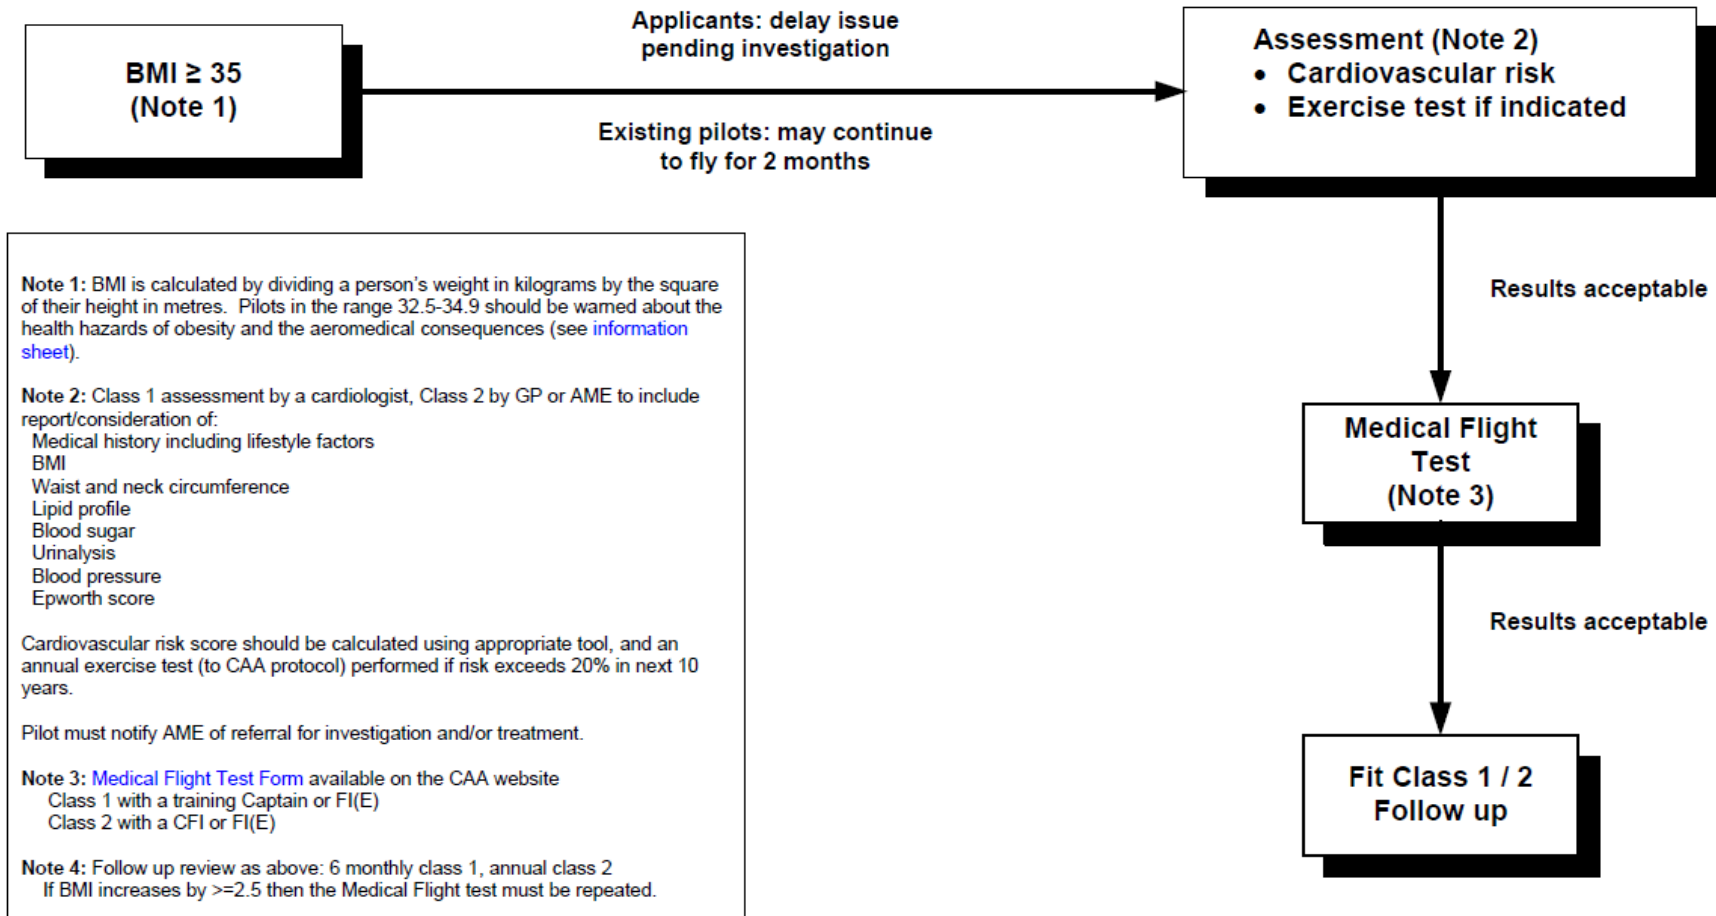 BMI ≥ 35
(Note 1)
Applicants: delay issue
pending investigation
Existing pilots: may continue
to fly for 2 months
Assessment (Note 2)
• Cardiovascular risk
• Exercise test if indicated
Results acceptable
Medical Flight
Test
(Note 3)
Results acceptable
Fit Class 1 / 2
Follow up
Note 1: BMI is calculated by dividing a person's weight in kilograms by the square
of their height in metres. Pilots in the range 32.5-34.9 should be warned about the
health hazards of obesity and the aeromedical consequences (see information
sheet).
Note 2: Class 1 assessment by a cardiologist, Class 2 by GP or AME to include
report/consideration of:
Medical history including lifestyle factors
BMI
Waist and neck circumference
Lipid profile
Blood sugar
Urinalysis
Blood pressure
Epworth score
Cardiovascular risk score should be calculated using appropriate tool, and an
annual exercise test (to CAA protocol) performed if risk exceeds 20% in next 10
years.
Pilot must notify AME of referral for investigation and/or treatment.
Note 3: Medical Flight Test Form available on the CAA website
Class 1 with a training Captain or FI(E)
Class 2 with a CFI or FI(E)
Note 4: Follow up review as above: 6 monthly class 1, annual class 2
If BMI increases by >=2.5 then the Medical Flight test must be repeated.